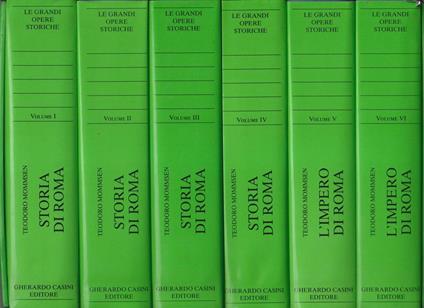 LE GRANDI
OPERE
STORICHE
VOLUME I
TEODORO MOMMSEN
STORIA
DI ROMA
GHERARDO CASINI
EDITORE
LE GRANDI
OPERE
STORICHE
VOLUME II
TEODORO MOMMSEN
STORIA
DI ROMA
GHERARDO CASINI
EDITORE
LE GRANDI
OPERE
STORICHE
VOLUME III
TEODORO MOMMSEN
STORIA
DI ROMA
GHERARDO CASINI
EDITORE
LE GRANDI
OPERE
STORICHE
VOLUME IV
TEODORO MOMMSEN
STORIA
DI ROMA
GHERARDO CASINI
EDITORE
LE GRANDI
OPERE
STORICHE
VOLUME V
TEODORO MOMMSEN
L'IMPERO
DI ROMA
GHERARDO CASINI
EDITORE
LE GRANDI
OPERE
STORICHE
VOLUME VI
TEODORO MOMMSEN
L'IMPERO
DI ROMA
GHERARDO CASINI
EDITORE